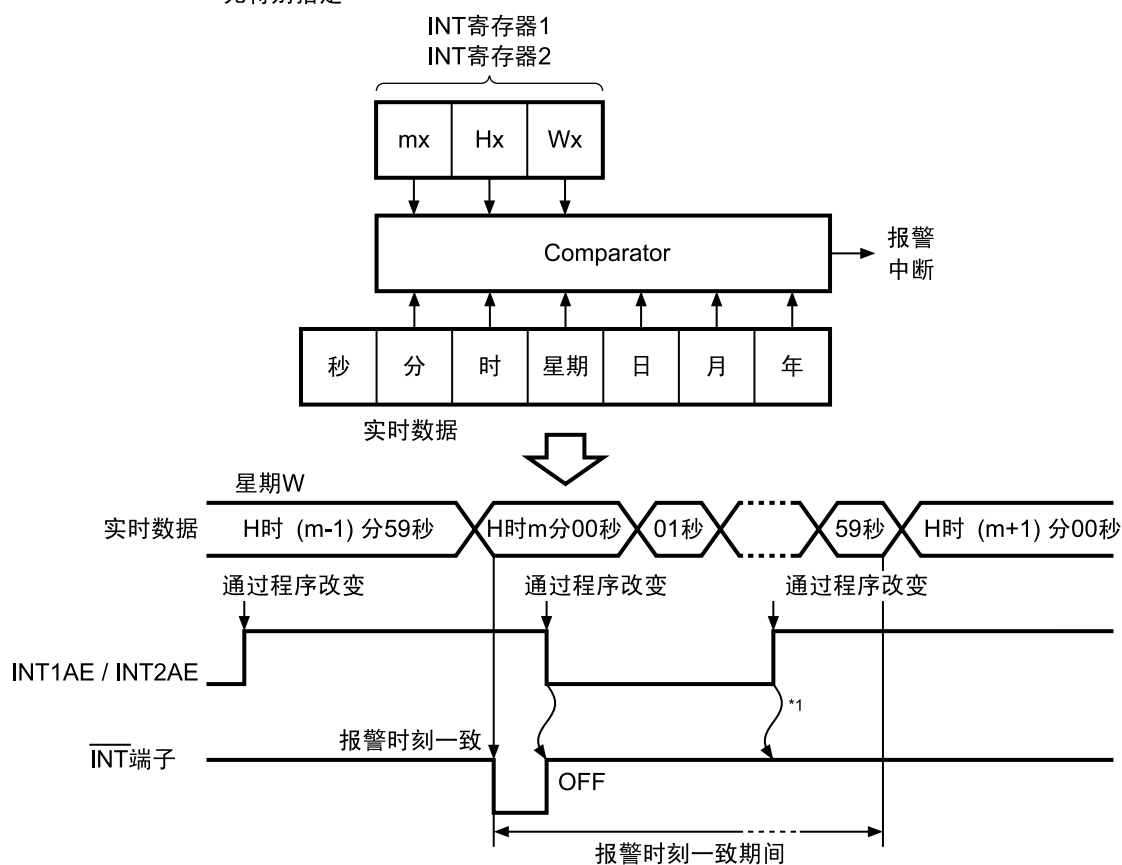 INT寄存器1
INT寄存器2
mx Hx Wx
Comparator
报警
中断
秒 分 时 星期 日 月 年
实时数据
星期W
实时数据 H时 (m-1) 分59秒 H时m分00秒 01秒 59秒 H时 (m+1) 分00秒
通过程序改变 通过程序改变 通过程序改变
INT1AE / INT2AE
*1
报警时刻一致
INT端子
OFF
报警时刻一致期间